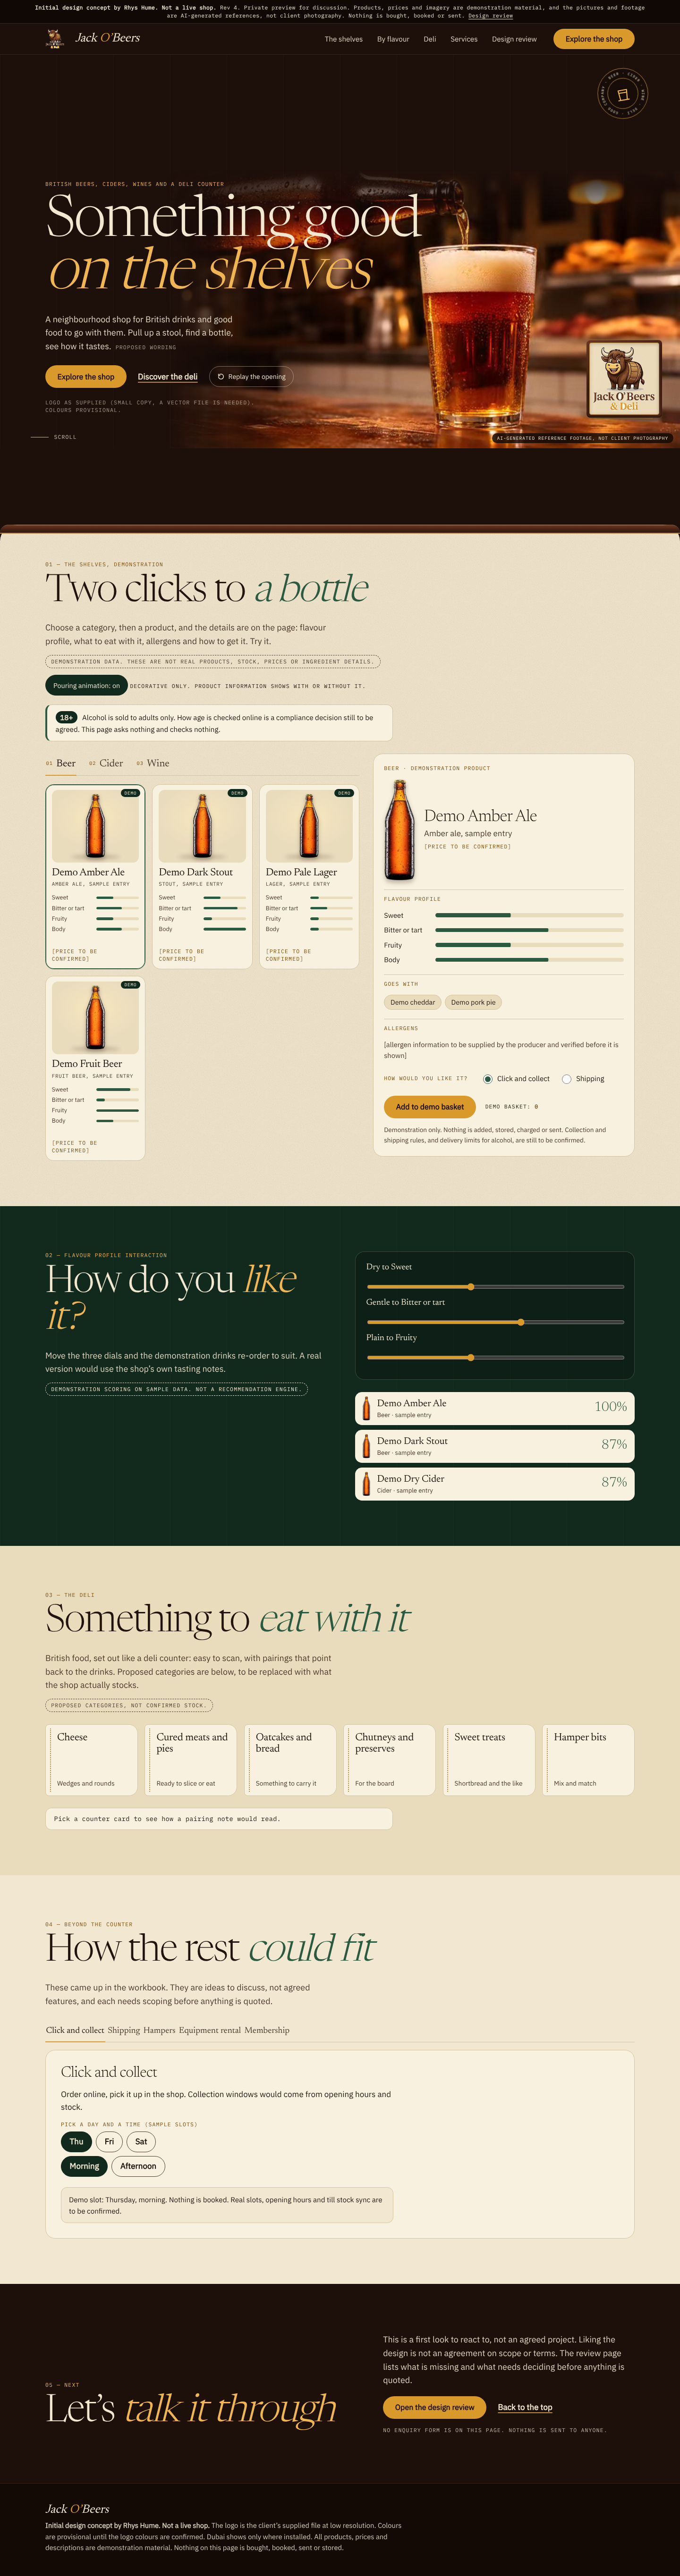 Initial design concept by Rhys Hume. Not a live shop. Rev 4. Private preview for discussion. Products, prices and imagery are demonstration material, and the pictures and footage
are AI-generated references, not client photography. Nothing is bought, booked or sent. Design review
Jack O'Beers
The shelves
By flavour
Deli
Services
Design review
Explore the shop
BRITISH BEERS, CIDERS, WINES AND A DELI COUNTER
Something good
on the shelves
A neighbourhood shop for British drinks and good
food to go with them. Pull up a stool, find a bottle,
see how it tastes. PROPOSED WORDING
Explore the shop
Discover the deli
Replay the opening
Jack O'Beers
& Deli
LOGO AS SUPPLIED (SMALL COPY, A VECTOR FILE IS NEEDED).
COLOURS PROVISIONAL.
SCROLL
AI-GENERATED REFERENCE FOOTAGE, NOT CLIENT PHOTOGRAPHY
01 — THE SHELVES, DEMONSTRATION
Two clicks to a bottle
Choose a category, then a product, and the details are on the page: flavour
profile, what to eat with it, allergens and how to get it. Try it.
DEMONSTRATION DATA. THESE ARE NOT REAL PRODUCTS, STOCK, PRICES OR INGREDIENT DETAILS.
Pouring animation: on
DECORATIVE ONLY. PRODUCT INFORMATION SHOWS WITH OR WITHOUT IT.
18+ Alcohol is sold to adults only. How age is checked online is a compliance decision still to be
agreed. This page asks nothing and checks nothing.
01 Beer
02 Cider
03 Wine
DEMO
Demo Amber Ale
AMBER ALE, SAMPLE ENTRY
Sweet
Bitter or tart
Fruity
Body
[PRICE TO BE
CONFIRMED]
DEMO
Demo Dark Stout
STOUT, SAMPLE ENTRY
Sweet
Bitter or tart
Fruity
Body
[PRICE TO BE
CONFIRMED]
DEMO
Demo Pale Lager
LAGER, SAMPLE ENTRY
Sweet
Bitter or tart
Fruity
Body
[PRICE TO BE
CONFIRMED]
DEMO
Demo Fruit Beer
FRUIT BEER, SAMPLE ENTRY
Sweet
Bitter or tart
Fruity
Body
[PRICE TO BE
CONFIRMED]
BEER · DEMONSTRATION PRODUCT
Demo Amber Ale
Amber ale, sample entry
[PRICE TO BE CONFIRMED]
FLAVOUR PROFILE
Sweet
Bitter or tart
Fruity
Body
GOES WITH
Demo cheddar
Demo pork pie
ALLERGENS
[allergen information to be supplied by the producer and verified before it is
shown]
HOW WOULD YOU LIKE IT?
Click and collect
Shipping
Add to demo basket
DEMO BASKET: 0
Demonstration only. Nothing is added, stored, charged or sent. Collection and
shipping rules, and delivery limits for alcohol, are still to be confirmed.
02 — FLAVOUR PROFILE INTERACTION
How do you like
it?
Move the three dials and the demonstration drinks re-order to suit. A real
version would use the shop's own tasting notes.
DEMONSTRATION SCORING ON SAMPLE DATA. NOT A RECOMMENDATION ENGINE.
Dry to Sweet
Gentle to Bitter or tart
Plain to Fruity
Demo Amber Ale
Beer · sample entry
100%
Demo Dark Stout
Beer · sample entry
87%
Demo Dry Cider
Cider · sample entry
87%
03 — THE DELI
Something to eat with it
British food, set out like a deli counter: easy to scan, with pairings that point
back to the drinks. Proposed categories are below, to be replaced with what
the shop actually stocks.
PROPOSED CATEGORIES, NOT CONFIRMED STOCK.
Cheese
Wedges and rounds
Cured meats and
pies
Ready to slice or eat
Oatcakes and
bread
Something to carry it
Chutneys and
preserves
For the board
Sweet treats
Shortbread and the like
Hamper bits
Mix and match
Pick a counter card to see how a pairing note would read.
04 — BEYOND THE COUNTER
How the rest could fit
These came up in the workbook. They are ideas to discuss, not agreed
features, and each needs scoping before anything is quoted.
Click and collect
Shipping
Hampers
Equipment rental
Membership
Click and collect
Order online, pick it up in the shop. Collection windows would come from opening hours and
stock.
PICK A DAY AND A TIME (SAMPLE SLOTS)
Thu
Fri
Sat
Morning
Afternoon
Demo slot: Thursday, morning. Nothing is booked. Real slots, opening hours and till stock sync are
to be confirmed.
05 — NEXT
Let's talk it through
This is a first look to react to, not an agreed project. Liking the
design is not an agreement on scope or terms. The review page
lists what is missing and what needs deciding before anything is
quoted.
Open the design review
Back to the top
NO ENQUIRY FORM IS ON THIS PAGE. NOTHING IS SENT TO ANYONE.
Jack O'Beers
Initial design concept by Rhys Hume. Not a live shop. The logo is the client's supplied file at low resolution. Colours
are provisional until the logo colours are confirmed. Dubai shows only where installed. All products, prices and
descriptions are demonstration material. Nothing on this page is bought, booked, sent or stored.